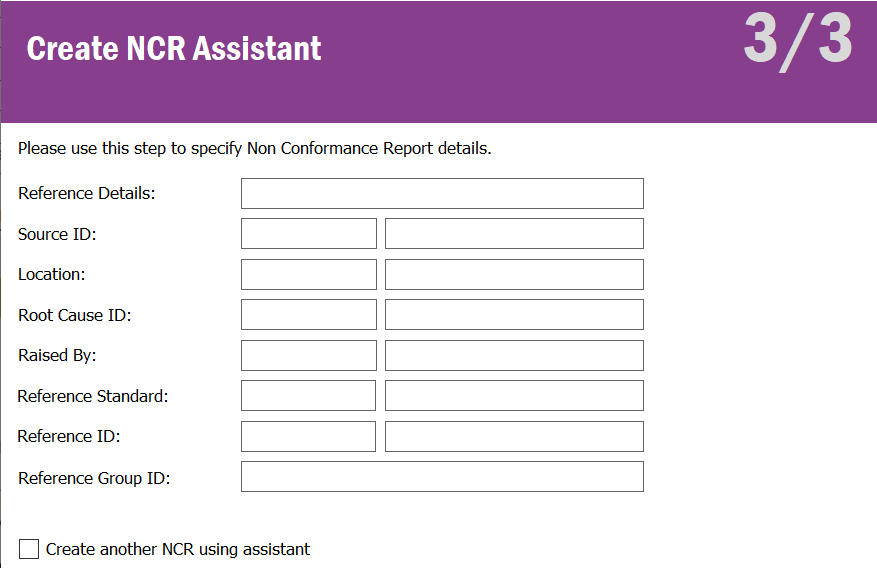 Create NCR Assistant
3/3
Please use this step to specify Non Conformance Report details.
Reference Details:
Source ID:
Location:
Root Cause ID:
Raised By:
Reference Standard:
Reference ID:
Reference Group ID:
Create another NCR using assistant